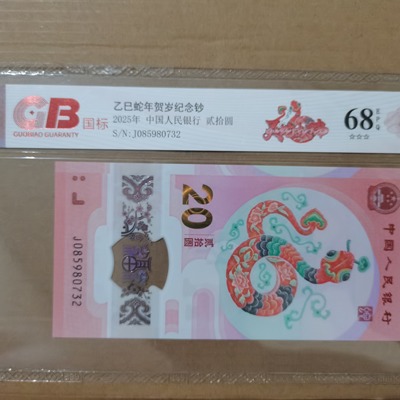 GB 国标
GUOBIAO GUARANTY
乙巳蛇年贺岁纪念钞
2025年 中国人民银行 贰拾圆
S/N:J085980732
68
☆☆☆
J085980732
20
贰拾圆
中国人民银行